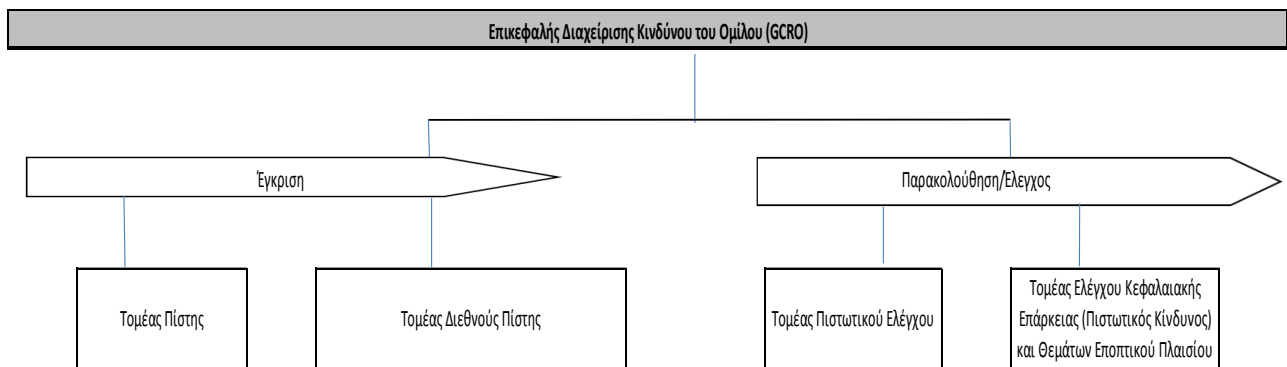 Επικεφαλής Διαχείρισης Κινδύνου του Ομίλου (GCRO)
Έγκριση
Παρακολούθηση/Έλεγχος
Τομέας Πίστης
Τομέας Διεθνούς Πίστης
Τομέας Πιστωτικού Ελέγχου
Τομέας Ελέγχου Κεφαλαιακής
Επάρκειας (Πιστωτικός Κίνδυνος)
και Θεμάτων Εποπτικού Πλαισίου